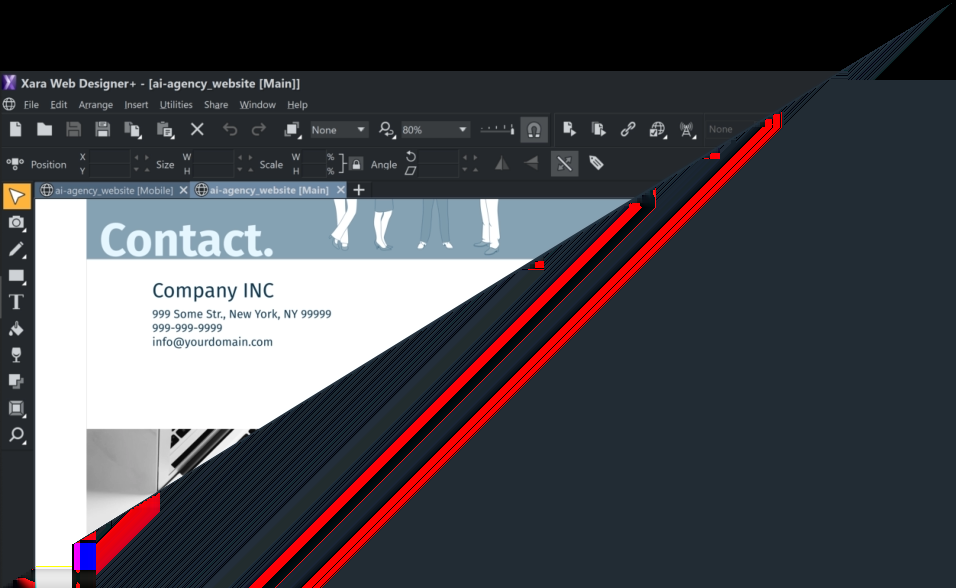 Xara Web Designer+ - [ai-agency_website [Main]]
File Edit Arrange Insert Utilities Share Window Help
None 80% None
Position X Y Size W H Scale W H % % Angle
ai-agency_website [Mobile] ai-agency_website [Main]
Contact.
Company INC
999 Some Str., New York, NY 99999
999-999-9999
info@yourdomain.com